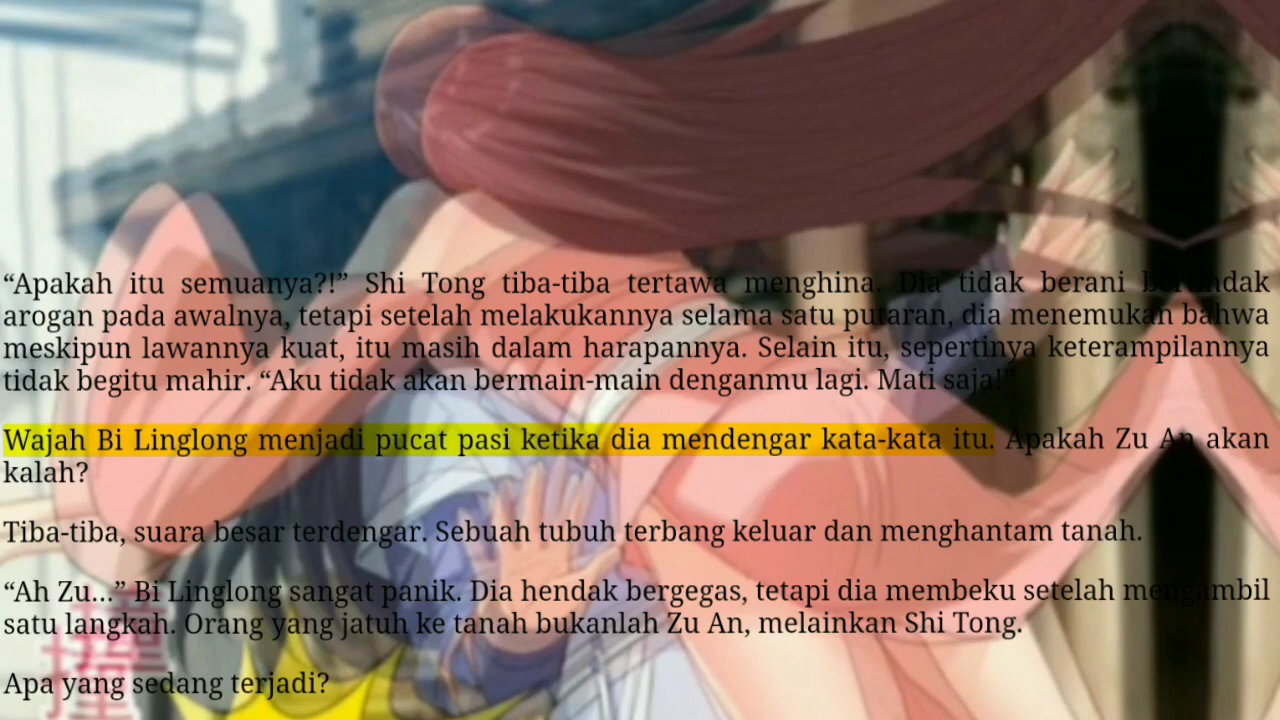 “Apakah itu semuanya?!” Shi Tong tiba-tiba tertawa menghina. Dia tidak berani bertindak
arogan pada awalnya, tetapi setelah melakukannya selama satu putaran, dia menemukan bahwa
meskipun lawannya kuat, itu masih dalam harapannya. Selain itu, sepertinya keterampilannya
tidak begitu mahir. “Aku tidak akan bermain-main denganmu lagi. Mati saja!”
Wajah Bi Linglong menjadi pucat pasi ketika dia mendengar kata-kata itu. Apakah Zu An akan
kalah?
Tiba-tiba, suara besar terdengar. Sebuah tubuh terbang keluar dan menghantam tanah.
“Ah Zu...” Bi Linglong sangat panik. Dia hendak bergegas, tetapi dia membeku setelah mengambil
satu langkah. Orang yang jatuh ke tanah bukanlah Zu An, melainkan Shi Tong.
Apa yang sedang terjadi?